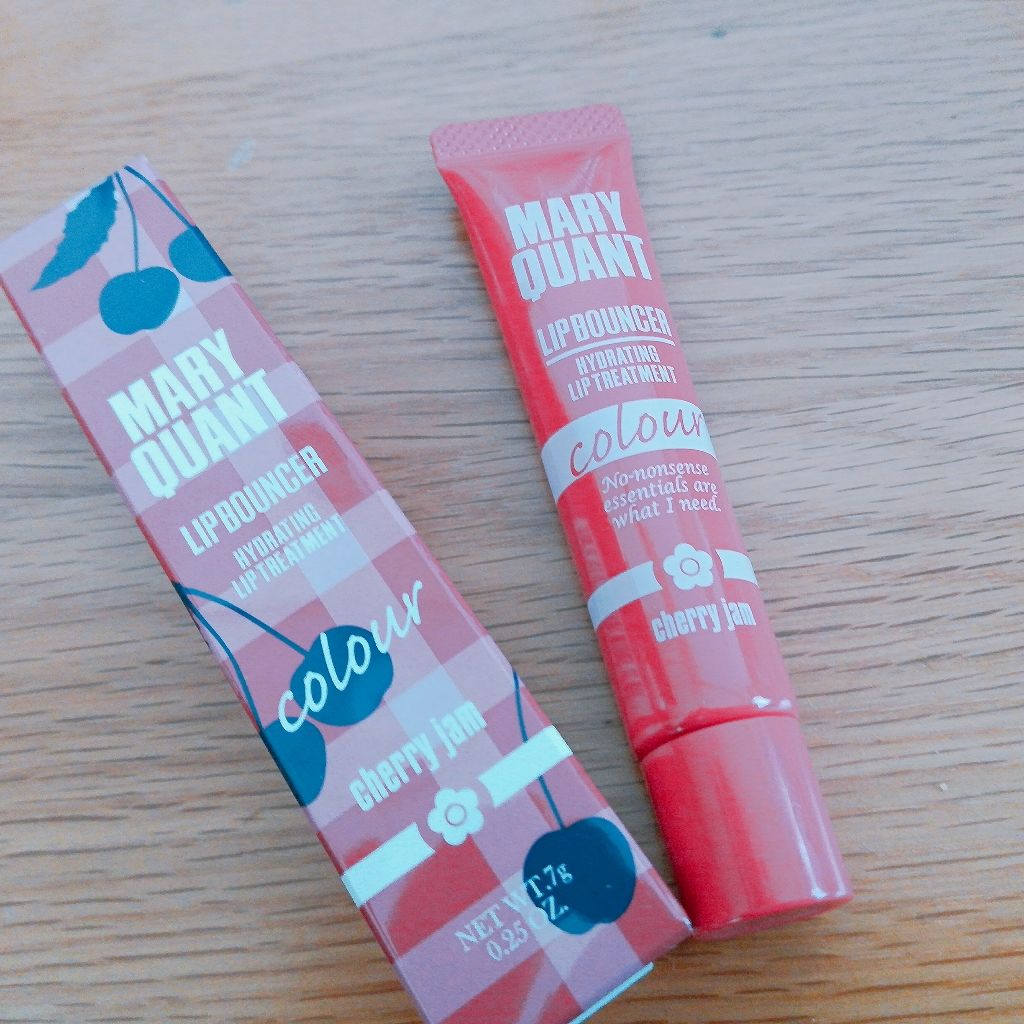 MARY
QUANT
LIPBOUNCER
HYDRATING
LIP TREATMENT
colour
cherry jam
NET WT.7g
0.25 OZ.
MARY
QUANT
LIPBOUNCER
HYDRATING
LIP TREATMENT
colour
No-nonsense
essentials are
what I need.
cherry jam